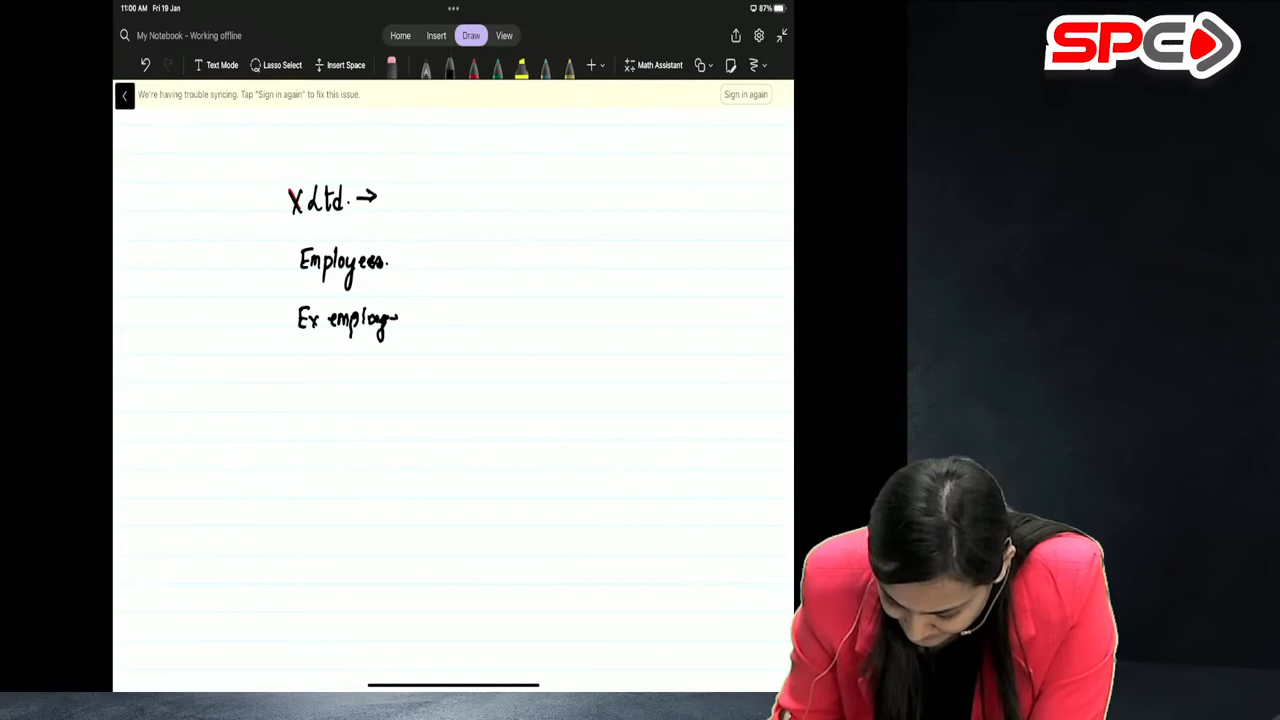 11:00 AM Fri 19 Jan
87%
My Notebook - Working offline
Home Insert Draw View
Text Mode Lasso Select Insert Space Math Assistant
We're having trouble syncing. Tap "Sign in again" to fix this issue. Sign in again
X Ltd. →
Employees.
Ex employ
SPC